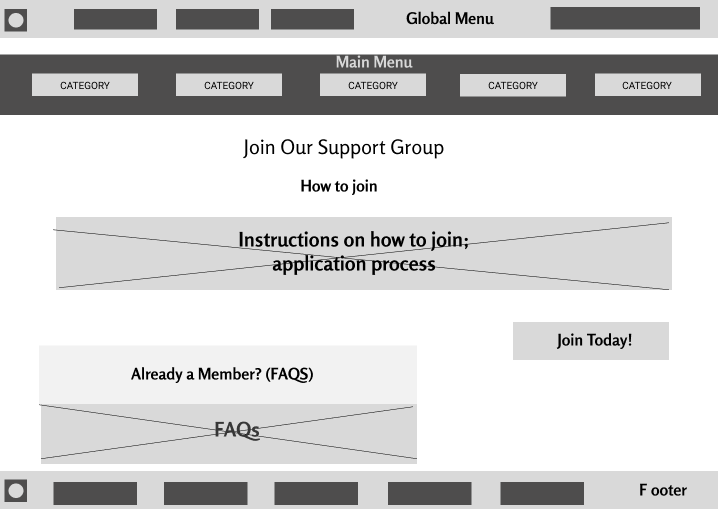 Global Menu
Main Menu
CATEGORY CATEGORY CATEGORY CATEGORY CATEGORY
Join Our Support Group
How to join
Instructions on how to join;
application process
Join Today!
Already a Member? (FAQS)
FAQs
F ooter